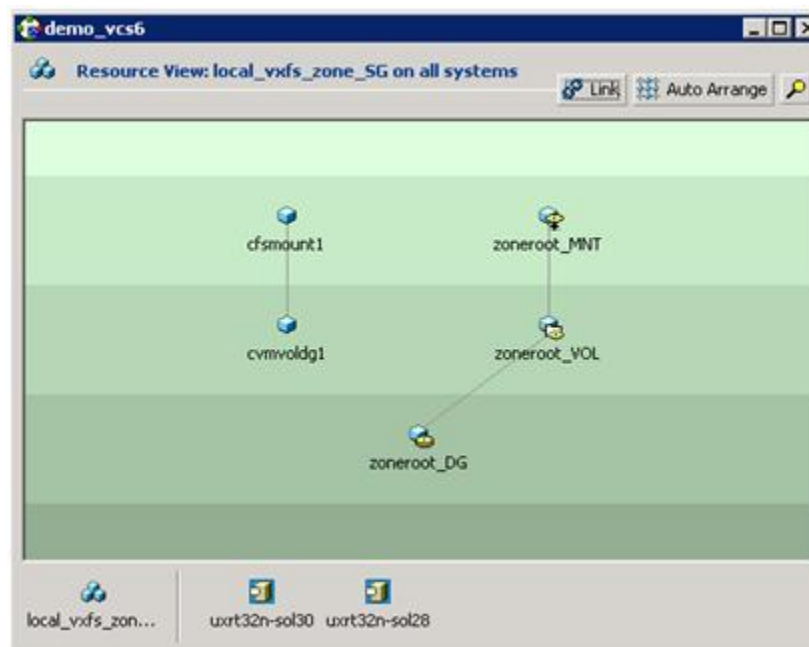 demo_vcs6
Resource View: local_vxfs_zone_SG on all systems
Link Auto Arrange
cfsmount1 zoneroot_MNT
cvmvoldg1 zoneroot_VOL
zoneroot_DG
local_vxfs_zon... uxrt32n-sol30 uxrt32n-sol28